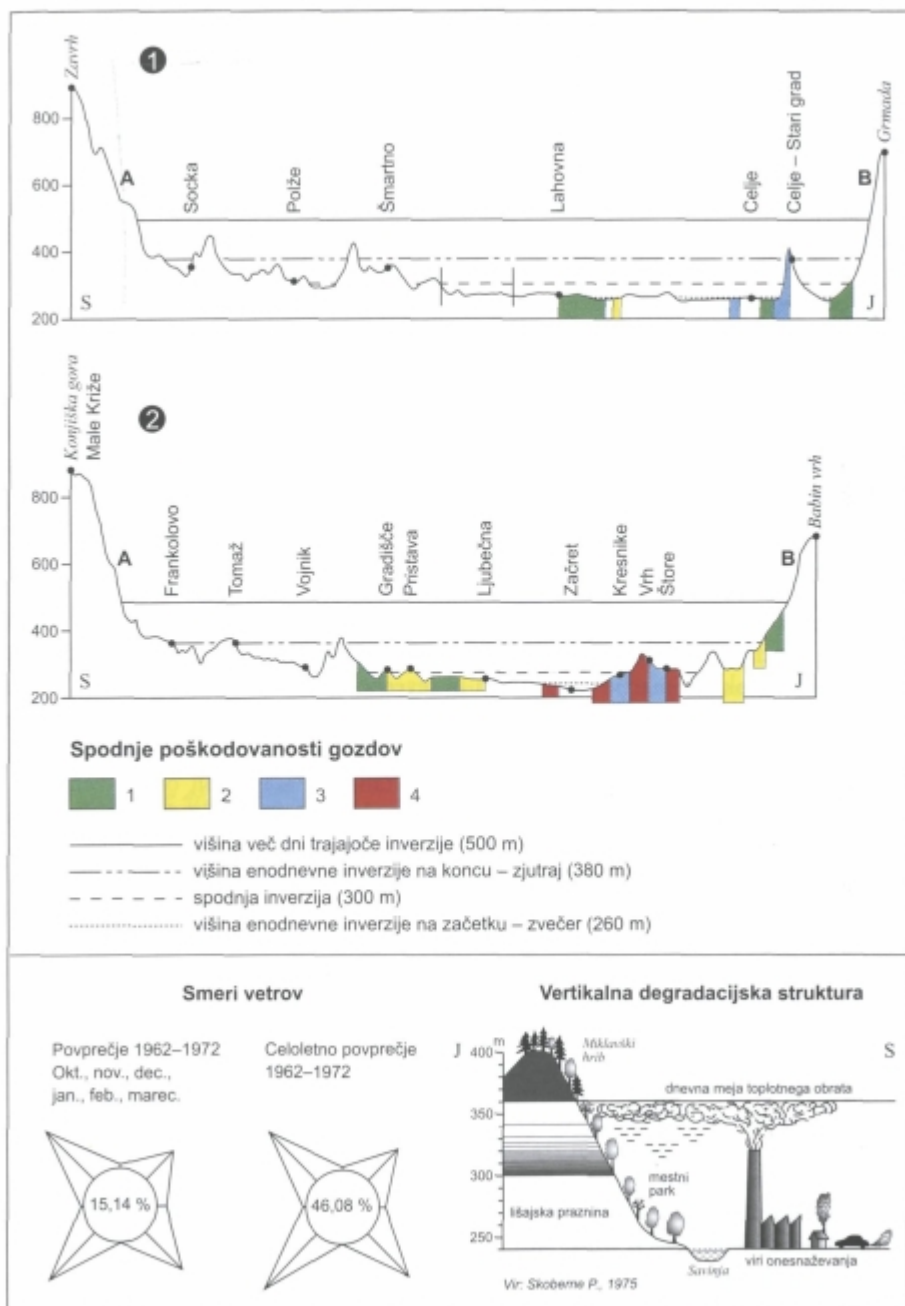 1
Zavrh
Grmada
800
600
400
200
A
B
Socka
Polže
Šmartno
Lahovna
Celje
Celje – Stari grad
S
J
2
Konjiška gora
Male Križe
Babin vrh
800
600
400
200
A
B
Frankolovo
Tomaž
Vojnik
Gradišče
Pristava
Ljubečna
Začret
Kresnike
Vrh
Štore
S
J
Spodnje poškodovanosti gozdov
1
2
3
4
višina več dni trajajoče inverzije (500 m)
višina enodnevne inverzije na koncu – zjutraj (380 m)
spodnja inverzija (300 m)
višina enodnevne inverzije na začetku – zvečer (260 m)
Smeri vetrov
Povprečje 1962–1972
Okt., nov., dec.,
jan., feb., marec.
15,14 %
Celoletno povprečje
1962–1972
46,08 %
Vertikalna degradacijska struktura
J
m
S
400
350
300
250
Miklavški
hrib
dnevna meja toplotnega obrata
mestni
park
lišajska praznina
Savinja
viri onesnaževanja
Vir: Skoberne P., 1975